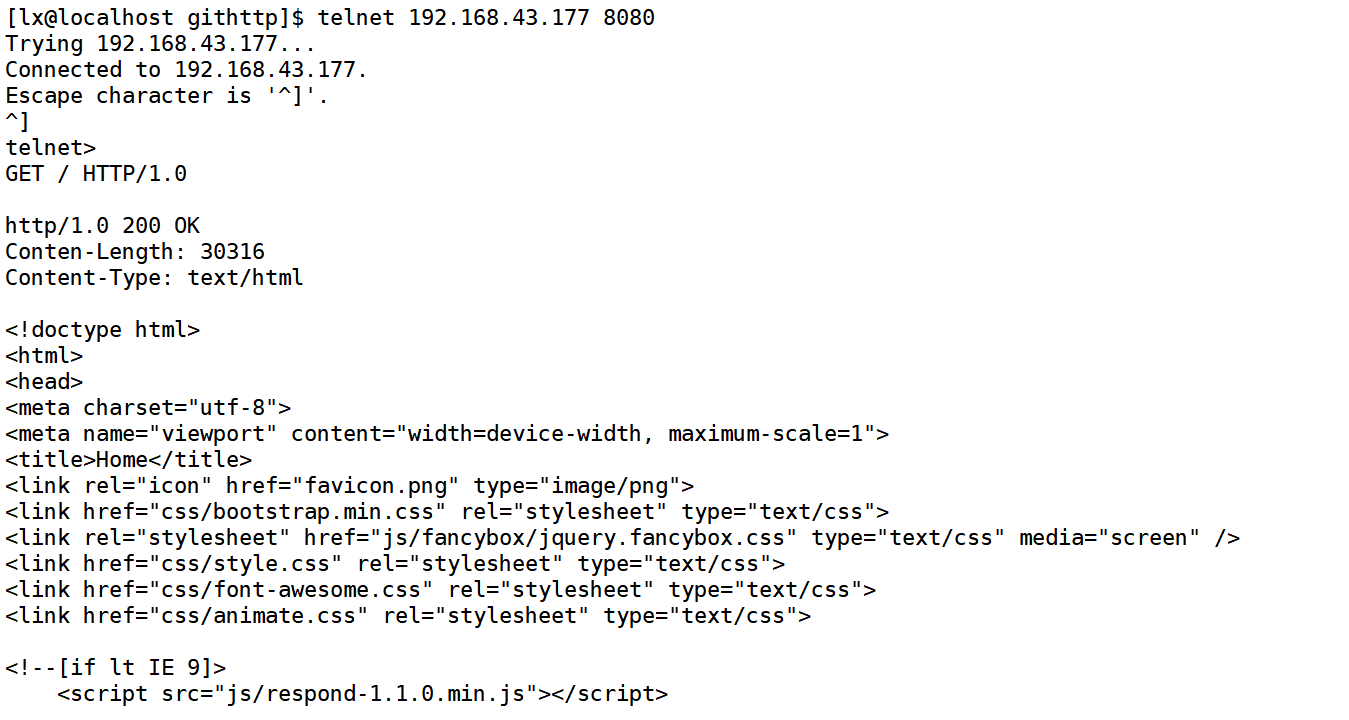 [lx@localhost githttp]$ telnet 192.168.43.177 8080
Trying 192.168.43.177...
Connected to 192.168.43.177.
Escape character is '^]'.
^]
telnet>
GET / HTTP/1.0

http/1.0 200 OK
Conten-Length: 30316
Content-Type: text/html

<!doctype html>
<html>
<head>
<meta charset="utf-8">
<meta name="viewport" content="width=device-width, maximum-scale=1">
<title>Home</title>
<link rel="icon" href="favicon.png" type="image/png">
<link href="css/bootstrap.min.css" rel="stylesheet" type="text/css">
<link rel="stylesheet" href="js/fancybox/jquery.fancybox.css" type="text/css" media="screen" />
<link href="css/style.css" rel="stylesheet" type="text/css">
<link href="css/font-awesome.css" rel="stylesheet" type="text/css">
<link href="css/animate.css" rel="stylesheet" type="text/css">

<!--[if lt IE 9]>
    <script src="js/respond-1.1.0.min.js"></script>